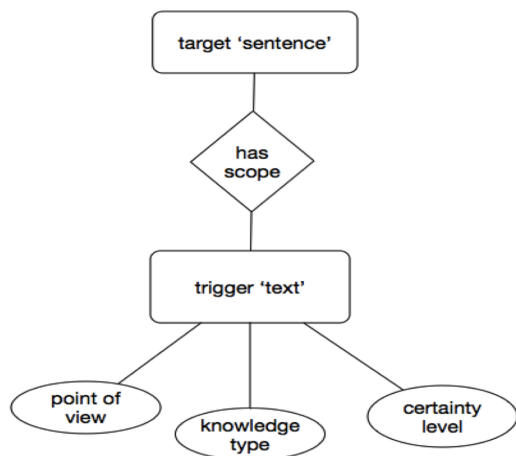 target ‘sentence’
has
scope
trigger ‘text’
point of
view
knowledge
type
certainty
level